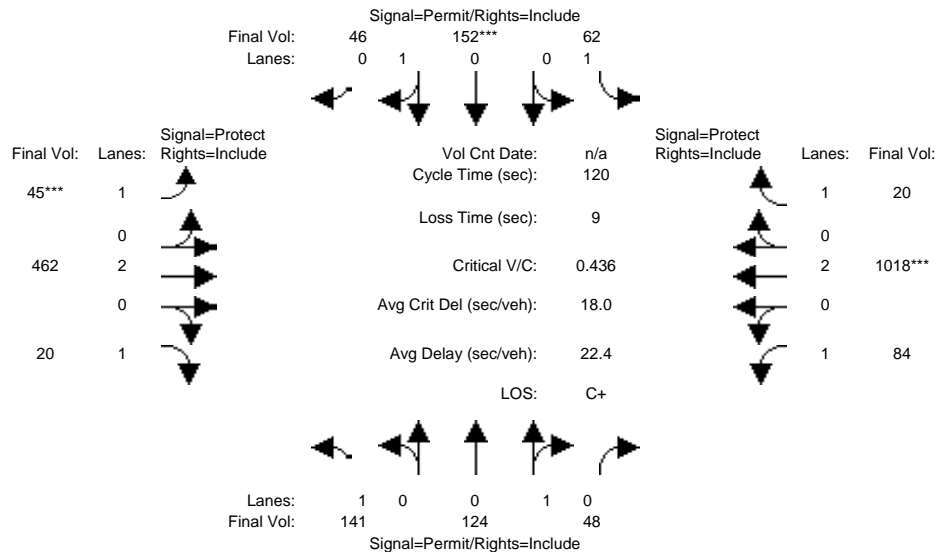 Signal=Permit/Rights=Include
Final Vol: 46 152*** 62
Lanes: 0 1 0 0 1
Signal=Protect Signal=Protect
Final Vol: Lanes: Rights=Include Vol Cnt Date: n/a Rights=Include Lanes: Final Vol:
Cycle Time (sec): 120
45*** 1 1 20
Loss Time (sec): 9
0 0
462 2 Critical V/C: 0.436 2 1018***
0 Avg Crit Del (sec/veh): 18.0 0
20 1 Avg Delay (sec/veh): 22.4 1 84
LOS: C+
Lanes: 1 0 0 1 0
Final Vol: 141 124 48
Signal=Permit/Rights=Include